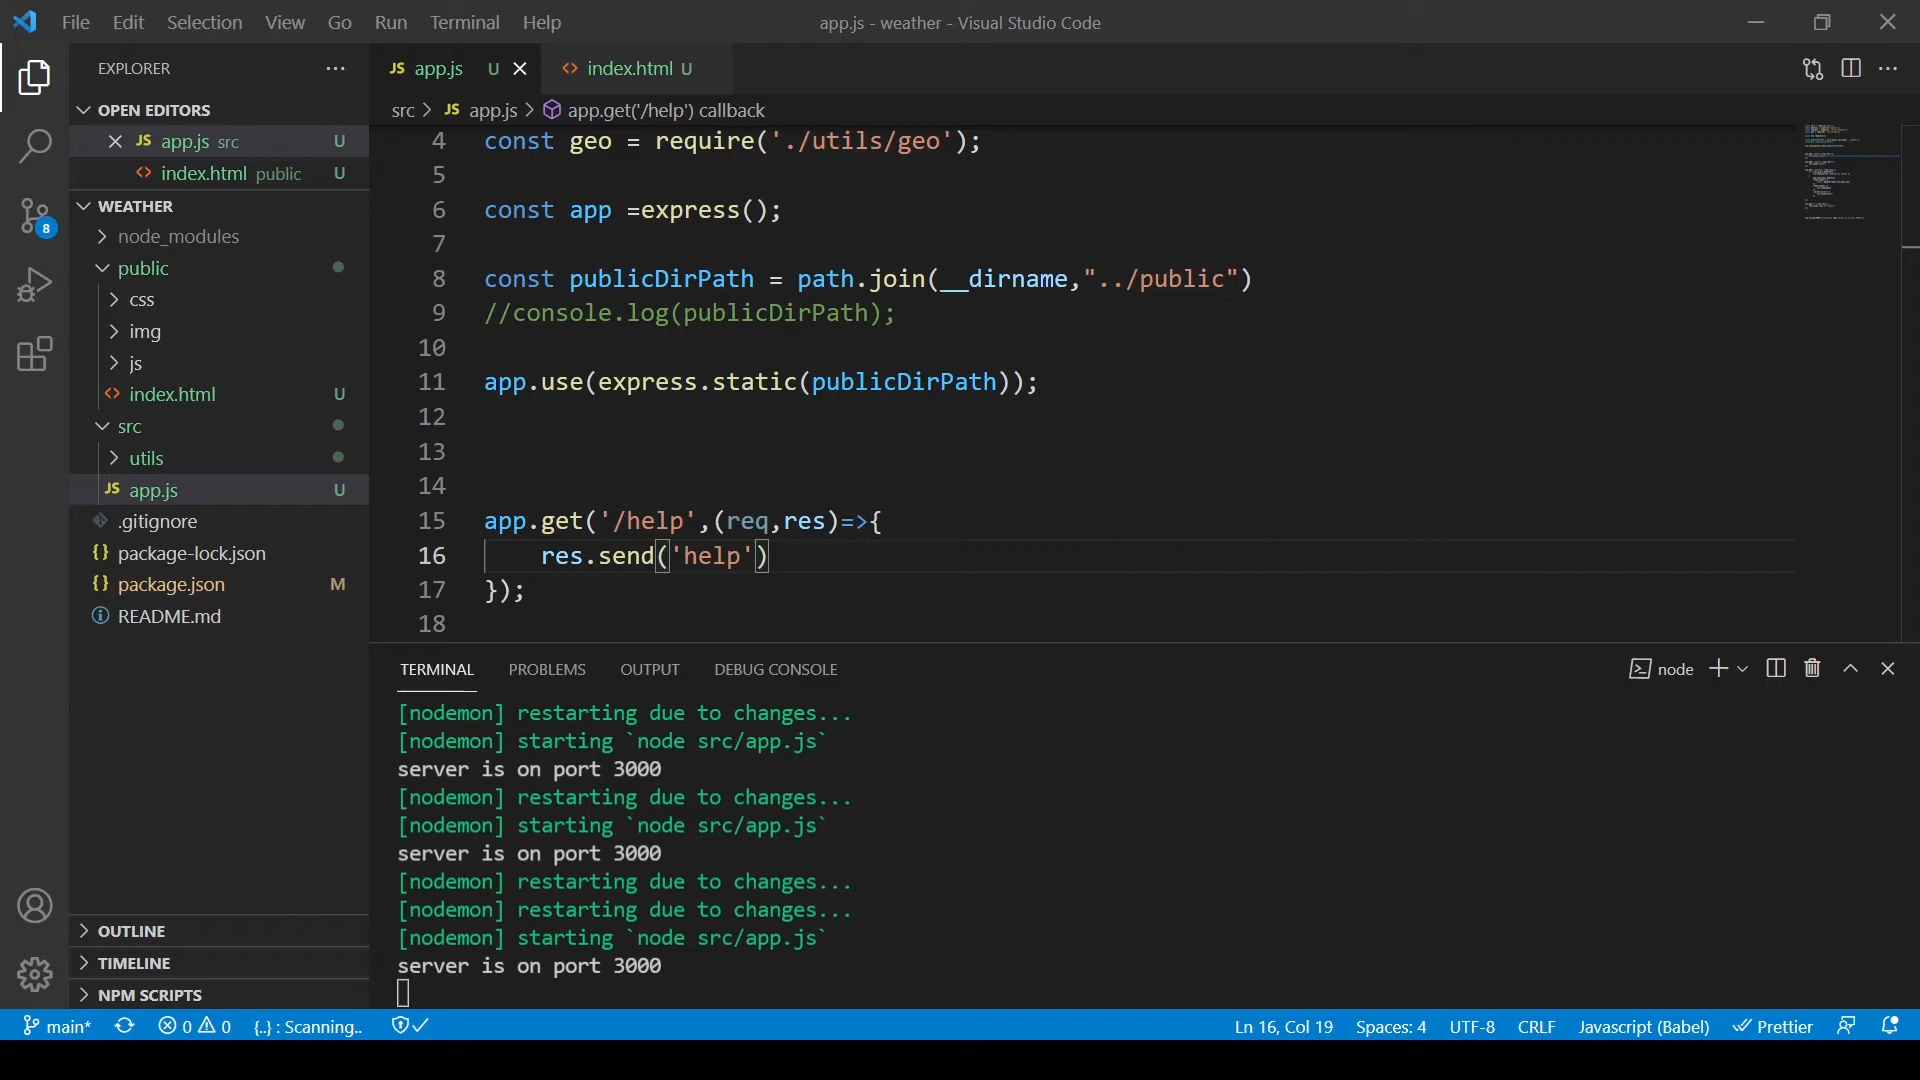 File Edit Selection View Go Run Terminal Help
app.js - weather - Visual Studio Code
EXPLORER
OPEN EDITORS
JS app.js src U
<> index.html public U
WEATHER
node_modules
public
css
img
js
<> index.html U
src
utils
JS app.js U
.gitignore
{} package-lock.json
{} package.json M
README.md
OUTLINE
TIMELINE
NPM SCRIPTS
8
JS app.js U
<> index.html U
src > JS app.js > app.get('/help') callback
4 const geo = require('./utils/geo');
5
6 const app =express();
7
8 const publicDirPath = path.join(__dirname,"../public")
9 //console.log(publicDirPath);
10
11 app.use(express.static(publicDirPath));
12
13
14
15 app.get('/help',(req,res)=>{
16 res.send('help')
17 });
18
TERMINAL PROBLEMS OUTPUT DEBUG CONSOLE
node
[nodemon] restarting due to changes...
[nodemon] starting `node src/app.js`
server is on port 3000
[nodemon] restarting due to changes...
[nodemon] starting `node src/app.js`
server is on port 3000
[nodemon] restarting due to changes...
[nodemon] restarting due to changes...
[nodemon] starting `node src/app.js`
server is on port 3000
main* 0 0 {..} : Scanning.. Ln 16, Col 19 Spaces: 4 UTF-8 CRLF Javascript (Babel) Prettier